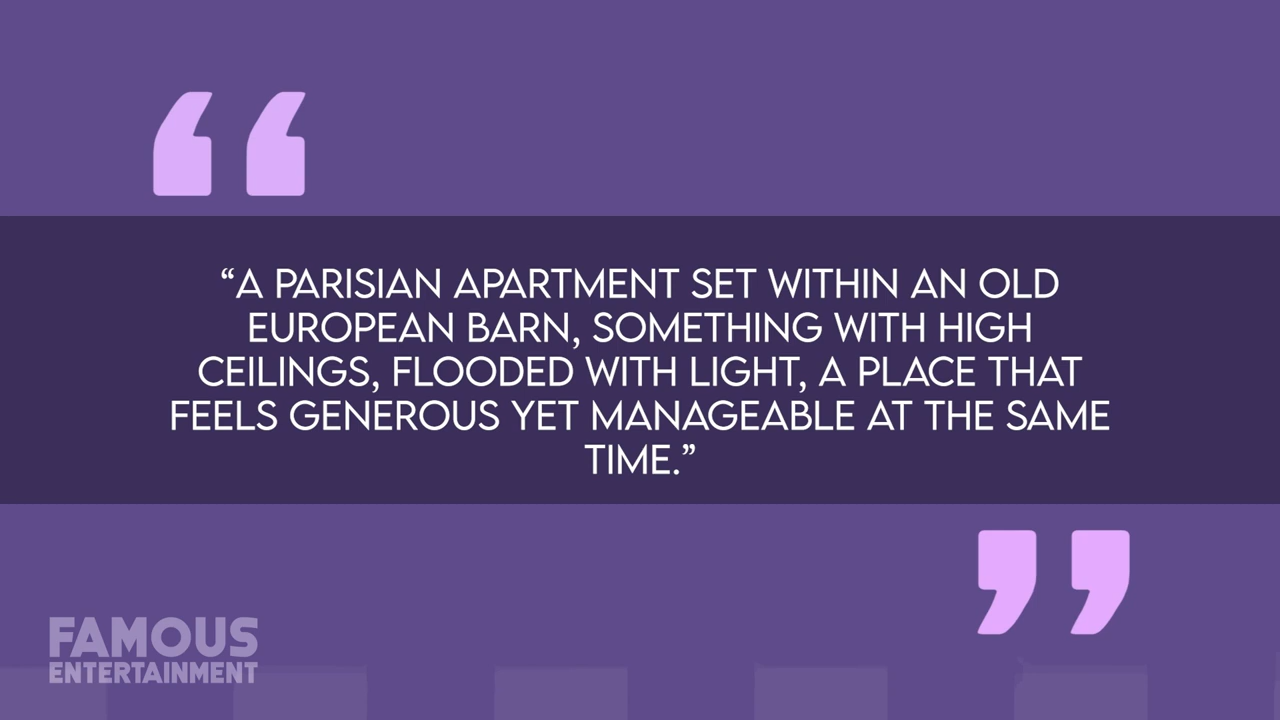 “A PARISIAN APARTMENT SET WITHIN AN OLD
EUROPEAN BARN, SOMETHING WITH HIGH
CEILINGS, FLOODED WITH LIGHT, A PLACE THAT
FEELS GENEROUS YET MANAGEABLE AT THE SAME
TIME.”
FAMOUS
ENTERTAINMENT